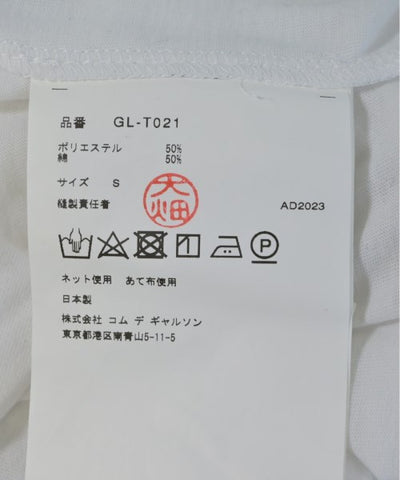 品番 GL-T021
ポリエステル 50%
綿 50%
サイズ S
縫製責任者 大畑 AD2023
ネット使用 あて布使用
日本製
株式会社 コム デ ギャルソン
東京都港区南青山5-11-5